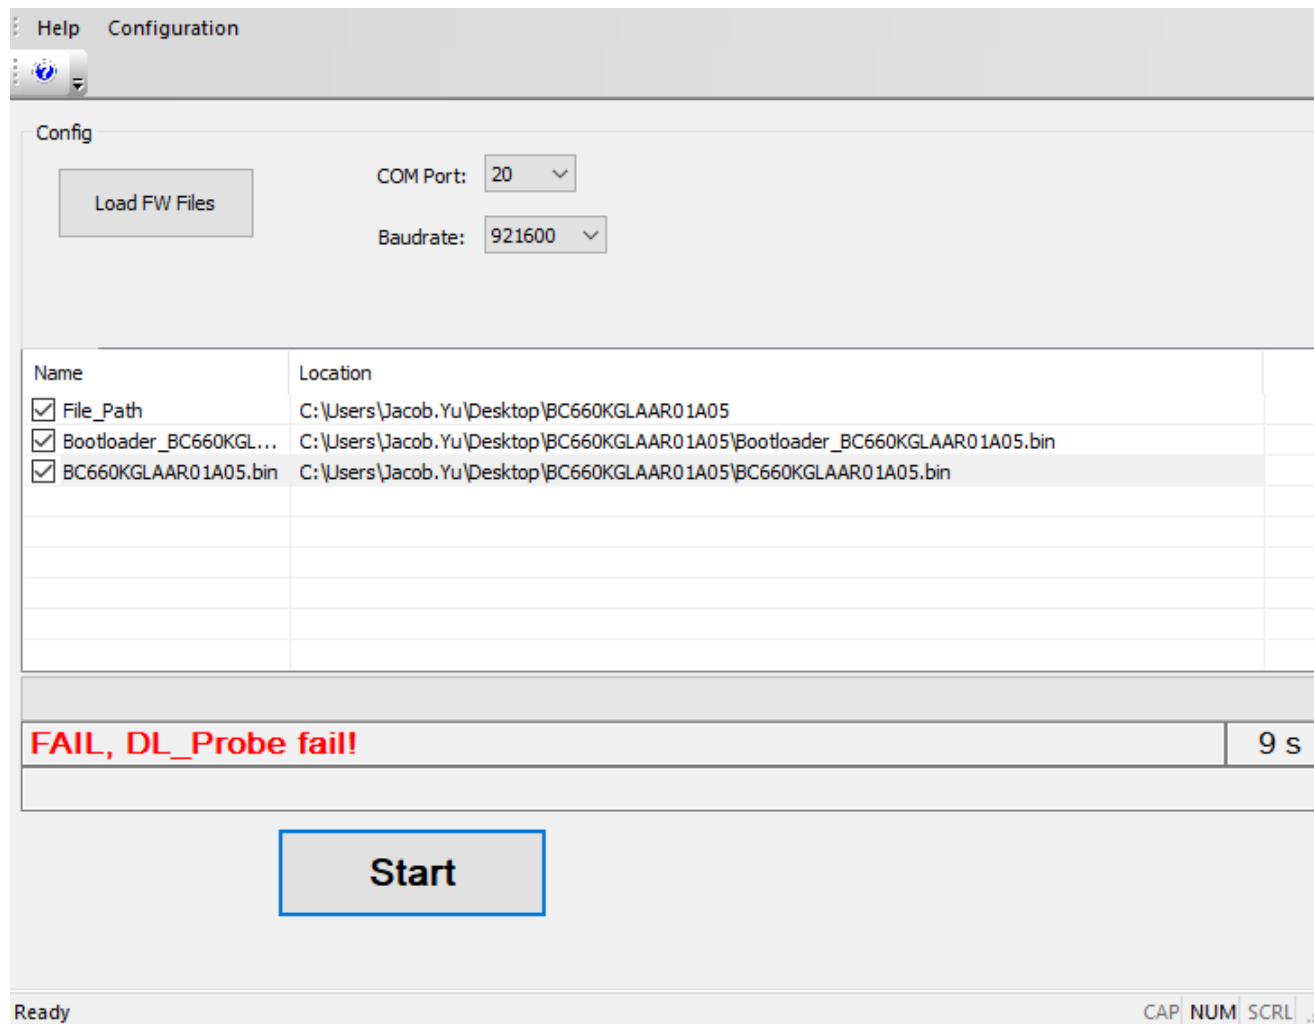 Help Configuration
Config
Load FW Files
COM Port: 20
Baudrate: 921600
Name Location
File_Path C:\Users\Jacob.Yu\Desktop\BC660KGLAAR01A05
Bootloader_BC660KGL... C:\Users\Jacob.Yu\Desktop\BC660KGLAAR01A05\Bootloader_BC660KGLAAR01A05.bin
BC660KGLAAR01A05.bin C:\Users\Jacob.Yu\Desktop\BC660KGLAAR01A05\BC660KGLAAR01A05.bin
FAIL, DL_Probe fail! 9 s
Start
Ready CAP NUM SCRL